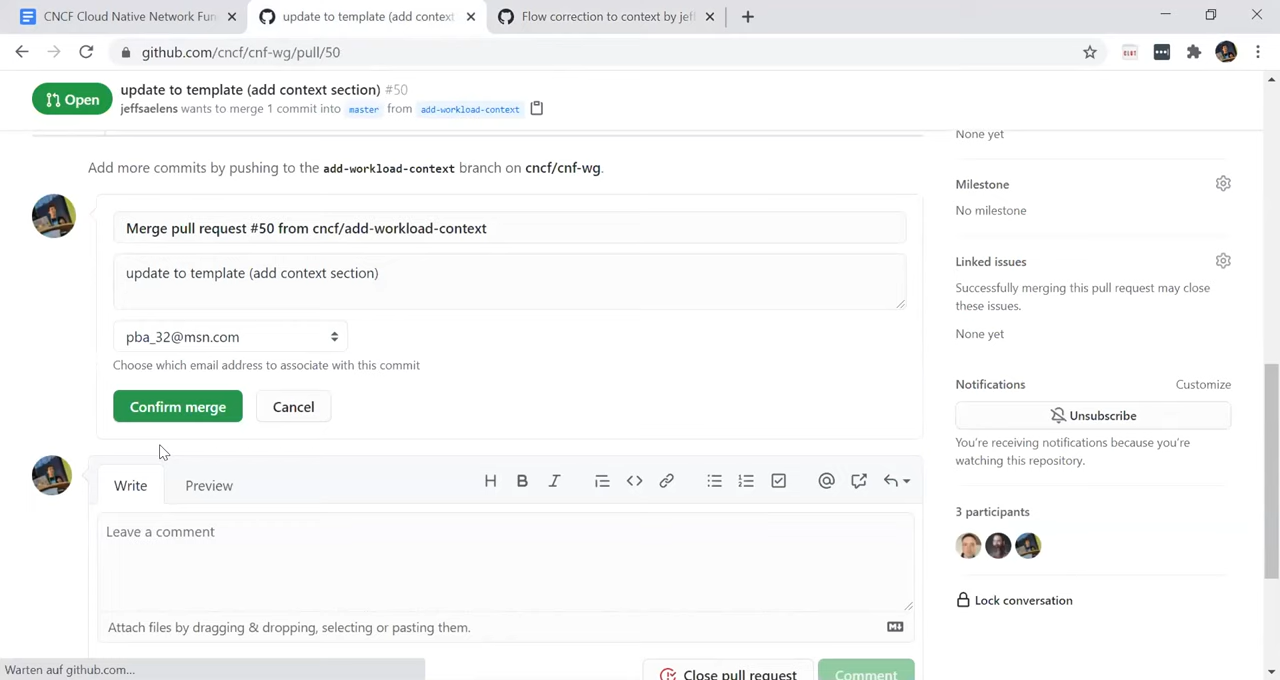 CNCF Cloud Native Network Fun
update to template (add context
Flow correction to context by jeff
github.com/cncf/cnf-wg/pull/50
Open
update to template (add context section) #50
jeffsaelens wants to merge 1 commit into master from add-workload-context
None yet
Add more commits by pushing to the add-workload-context branch on cncf/cnf-wg.
Merge pull request #50 from cncf/add-workload-context
update to template (add context section)
pba_32@msn.com
Choose which email address to associate with this commit
Confirm merge
Cancel
Milestone
No milestone
Linked issues
Successfully merging this pull request may close
these issues.
None yet
Notifications
Customize
Unsubscribe
You're receiving notifications because you're
watching this repository.
3 participants
Lock conversation
Write
Preview
Leave a comment
Attach files by dragging & dropping, selecting or pasting them.
Close pull request
Comment
Warten auf github.com...